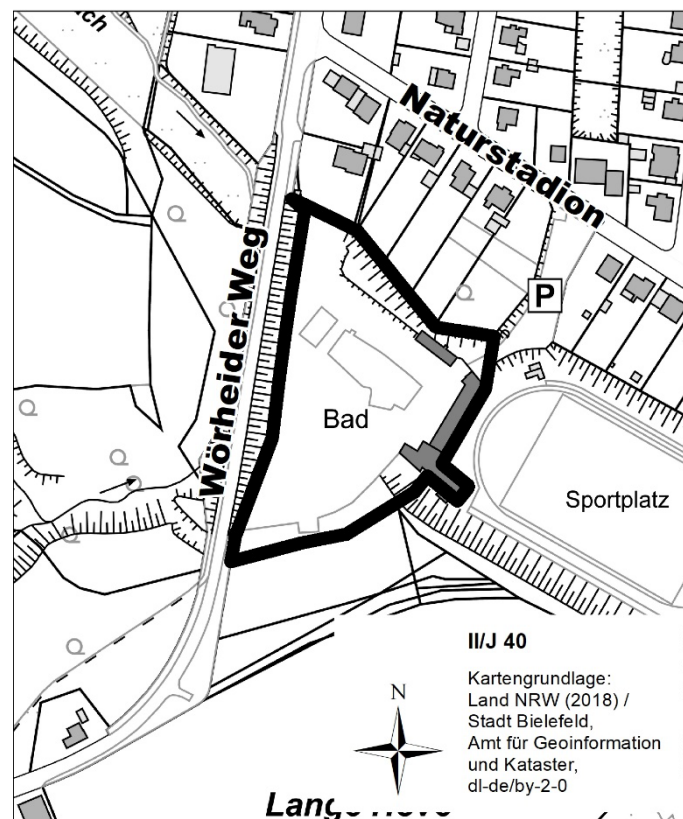 Naturstadion
Wörheider Weg
P
Bad
Sportplatz
II/J 40
Kartengrundlage:
Land NRW (2018) /
Stadt Bielefeld,
Amt für Geoinformation
und Kataster,
dl-de/by-2-0
N